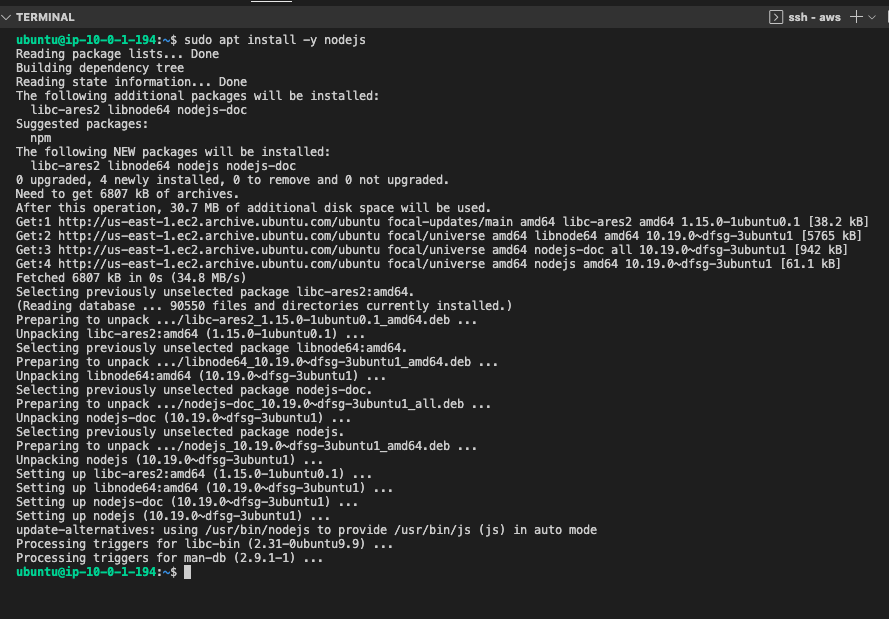 TERMINAL
ssh - aws
ubuntu@ip-10-0-1-194:~$ sudo apt install -y nodejs
Reading package lists... Done
Building dependency tree
Reading state information... Done
The following additional packages will be installed:
  libc-ares2 libnode64 nodejs-doc
Suggested packages:
  npm
The following NEW packages will be installed:
  libc-ares2 libnode64 nodejs nodejs-doc
0 upgraded, 4 newly installed, 0 to remove and 0 not upgraded.
Need to get 6807 kB of archives.
After this operation, 30.7 MB of additional disk space will be used.
Get:1 http://us-east-1.ec2.archive.ubuntu.com/ubuntu focal-updates/main amd64 libc-ares2 amd64 1.15.0-1ubuntu0.1 [38.2 kB]
Get:2 http://us-east-1.ec2.archive.ubuntu.com/ubuntu focal/universe amd64 libnode64 amd64 10.19.0~dfsg-3ubuntu1 [5765 kB]
Get:3 http://us-east-1.ec2.archive.ubuntu.com/ubuntu focal/universe amd64 nodejs-doc all 10.19.0~dfsg-3ubuntu1 [942 kB]
Get:4 http://us-east-1.ec2.archive.ubuntu.com/ubuntu focal/universe amd64 nodejs amd64 10.19.0~dfsg-3ubuntu1 [61.1 kB]
Fetched 6807 kB in 0s (34.8 MB/s)
Selecting previously unselected package libc-ares2:amd64.
(Reading database ... 90550 files and directories currently installed.)
Preparing to unpack .../libc-ares2_1.15.0-1ubuntu0.1_amd64.deb ...
Unpacking libc-ares2:amd64 (1.15.0-1ubuntu0.1) ...
Selecting previously unselected package libnode64:amd64.
Preparing to unpack .../libnode64_10.19.0~dfsg-3ubuntu1_amd64.deb ...
Unpacking libnode64:amd64 (10.19.0~dfsg-3ubuntu1) ...
Selecting previously unselected package nodejs-doc.
Preparing to unpack .../nodejs-doc_10.19.0~dfsg-3ubuntu1_all.deb ...
Unpacking nodejs-doc (10.19.0~dfsg-3ubuntu1) ...
Selecting previously unselected package nodejs.
Preparing to unpack .../nodejs_10.19.0~dfsg-3ubuntu1_amd64.deb ...
Unpacking nodejs (10.19.0~dfsg-3ubuntu1) ...
Setting up libc-ares2:amd64 (1.15.0-1ubuntu0.1) ...
Setting up libnode64:amd64 (10.19.0~dfsg-3ubuntu1) ...
Setting up nodejs-doc (10.19.0~dfsg-3ubuntu1) ...
Setting up nodejs (10.19.0~dfsg-3ubuntu1) ...
update-alternatives: using /usr/bin/nodejs to provide /usr/bin/js (js) in auto mode
Processing triggers for libc-bin (2.31-0ubuntu9.9) ...
Processing triggers for man-db (2.9.1-1) ...
ubuntu@ip-10-0-1-194:~$